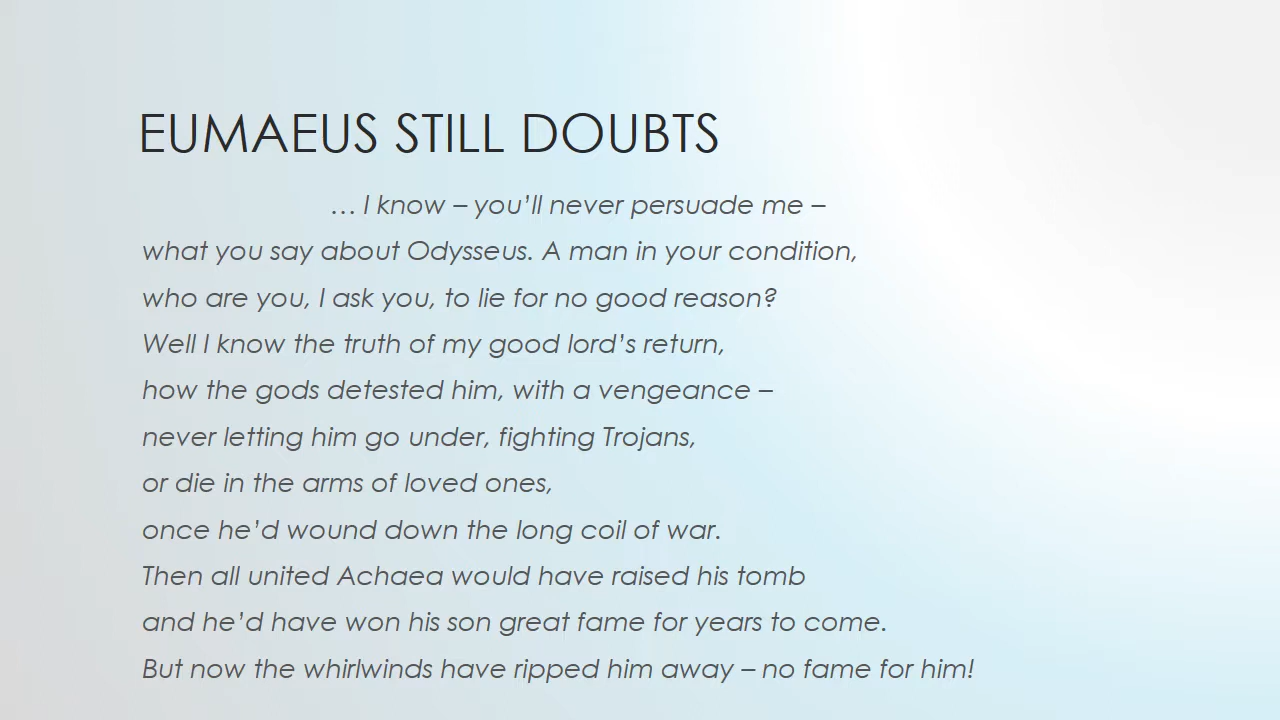 EUMAEUS STILL DOUBTS
… I know – you’ll never persuade me –
what you say about Odysseus. A man in your condition,
who are you, I ask you, to lie for no good reason?
Well I know the truth of my good lord’s return,
how the gods detested him, with a vengeance –
never letting him go under, fighting Trojans,
or die in the arms of loved ones,
once he’d wound down the long coil of war.
Then all united Achaea would have raised his tomb
and he’d have won his son great fame for years to come.
But now the whirlwinds have ripped him away – no fame for him!